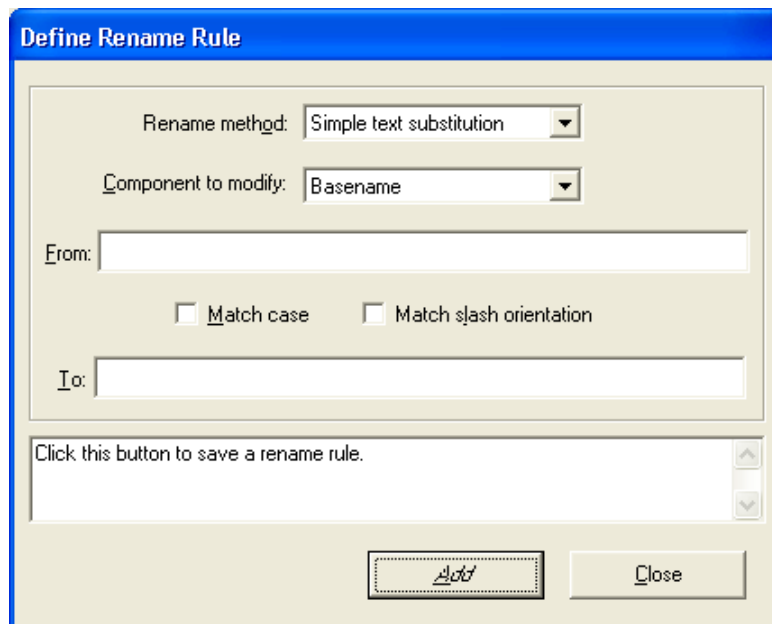 Define Rename Rule
Rename method: Simple text substitution
Component to modify: Basename
From:
Match case Match slash orientation
To:
Click this button to save a rename rule.
Add Close